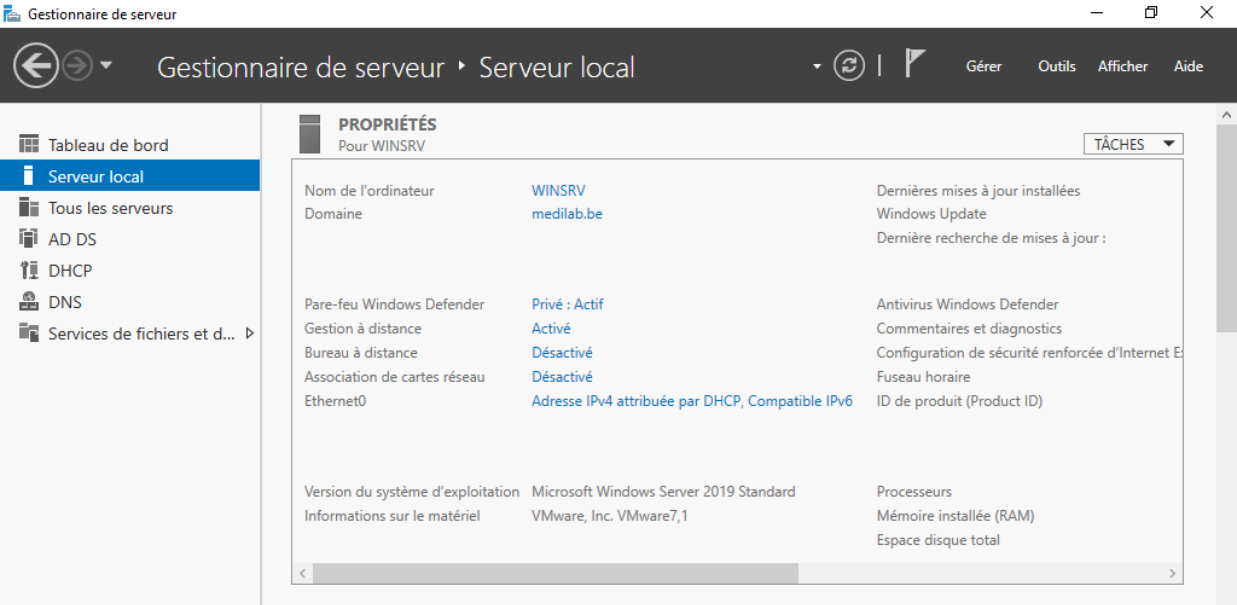 Gestionnaire de serveur
Gestionnaire de serveur ‣ Serveur local
Gérer Outils Afficher Aide
Tableau de bord
Serveur local
Tous les serveurs
AD DS
DHCP
DNS
Services de fichiers et d...
PROPRIÉTÉS
Pour WINSRV
TÂCHES
Nom de l'ordinateur WINSRV Dernières mises à jour installées
Domaine medilab.be Windows Update
Dernière recherche de mises à jour :
Pare-feu Windows Defender Privé : Actif Antivirus Windows Defender
Gestion à distance Activé Commentaires et diagnostics
Bureau à distance Désactivé Configuration de sécurité renforcée d'Internet E
Association de cartes réseau Désactivé Fuseau horaire
Ethernet0 Adresse IPv4 attribuée par DHCP, Compatible IPv6 ID de produit (Product ID)
Version du système d'exploitation Microsoft Windows Server 2019 Standard Processeurs
Informations sur le matériel VMware, Inc. VMware7,1 Mémoire installée (RAM)
Espace disque total